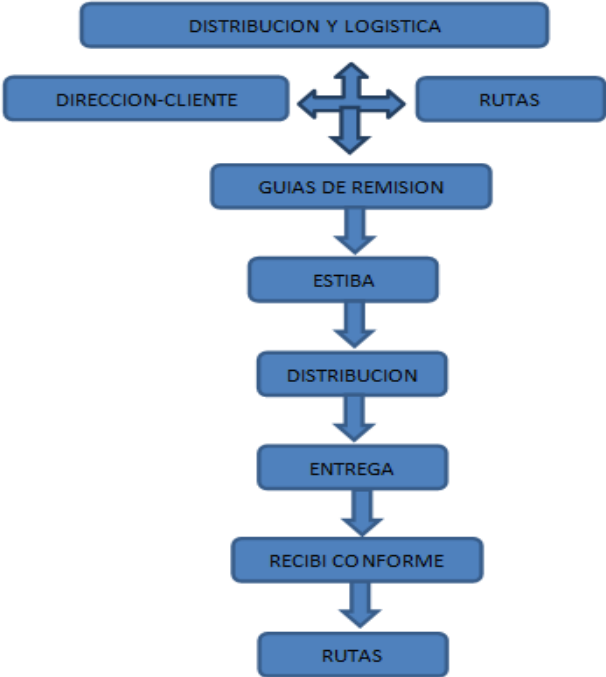 DISTRIBUCION Y LOGISTICA
DIRECCION-CLIENTE
RUTAS
GUIAS DE REMISION
ESTIBA
DISTRIBUCION
ENTREGA
RECIBI CONFORME
RUTAS